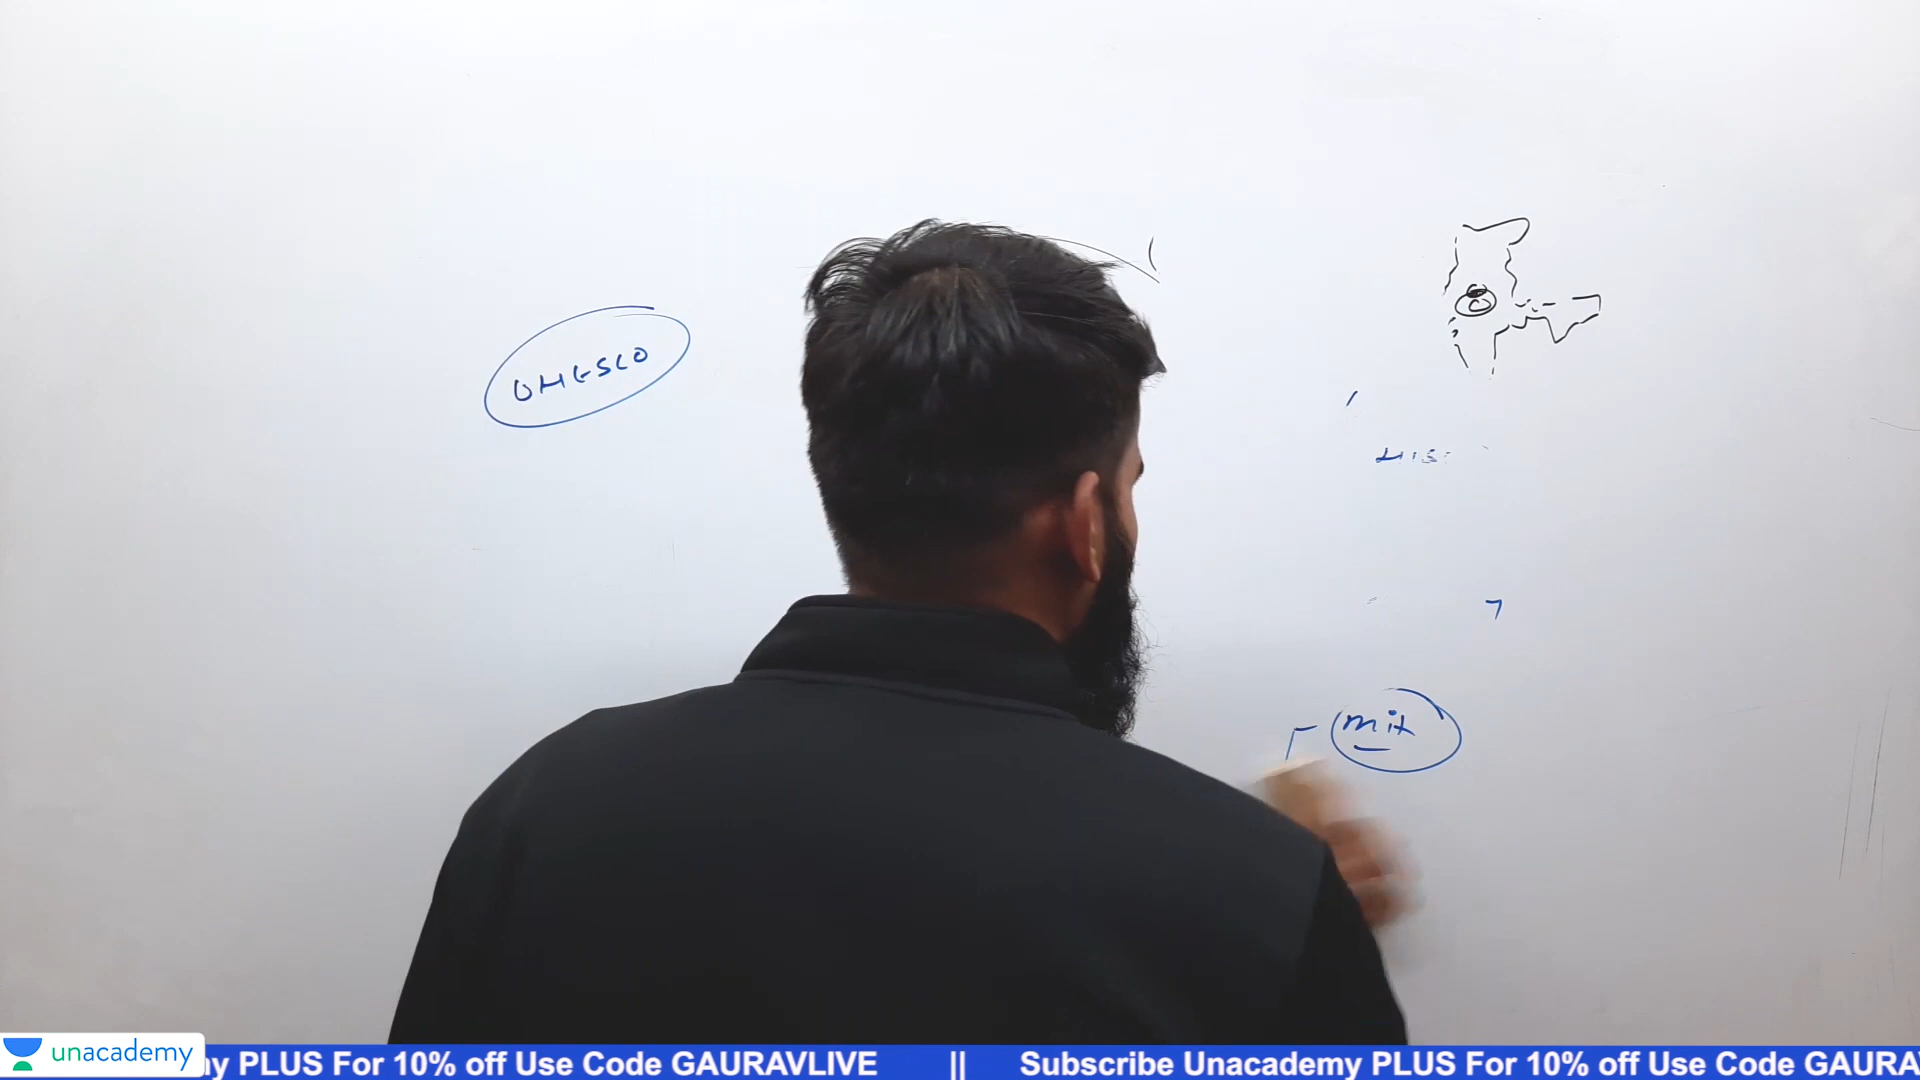 UNESCO
mix
unacademy
ny PLUS For 10% off Use Code GAURAVLIVE || Subscribe Unacademy PLUS For 10% off Use Code GAURA